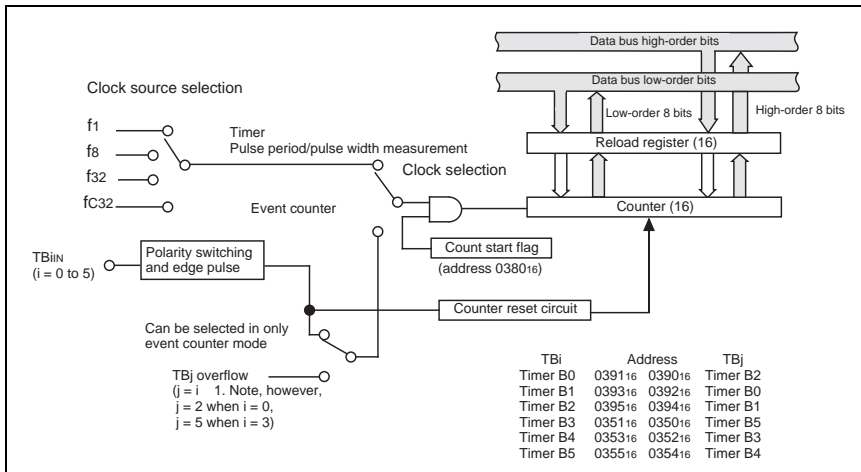 Data bus high-order bits
Data bus low-order bits
Clock source selection
Low-order 8 bits
High-order 8 bits
f1
f8
f32
fC32
Timer
Pulse period/pulse width measurement
Reload register (16)
Clock selection
Event counter
Counter (16)
Count start flag
(address 038016)
TBiIN
(i = 0 to 5)
Polarity switching
and edge pulse
Counter reset circuit
Can be selected in only
event counter mode
TBj overflow
(j = i 1. Note, however,
j = 2 when i = 0,
j = 5 when i = 3)
TBi Address TBj
Timer B0 039116 039016 Timer B2
Timer B1 039316 039216 Timer B0
Timer B2 039516 039416 Timer B1
Timer B3 035116 035016 Timer B5
Timer B4 035316 035216 Timer B3
Timer B5 035516 035416 Timer B4